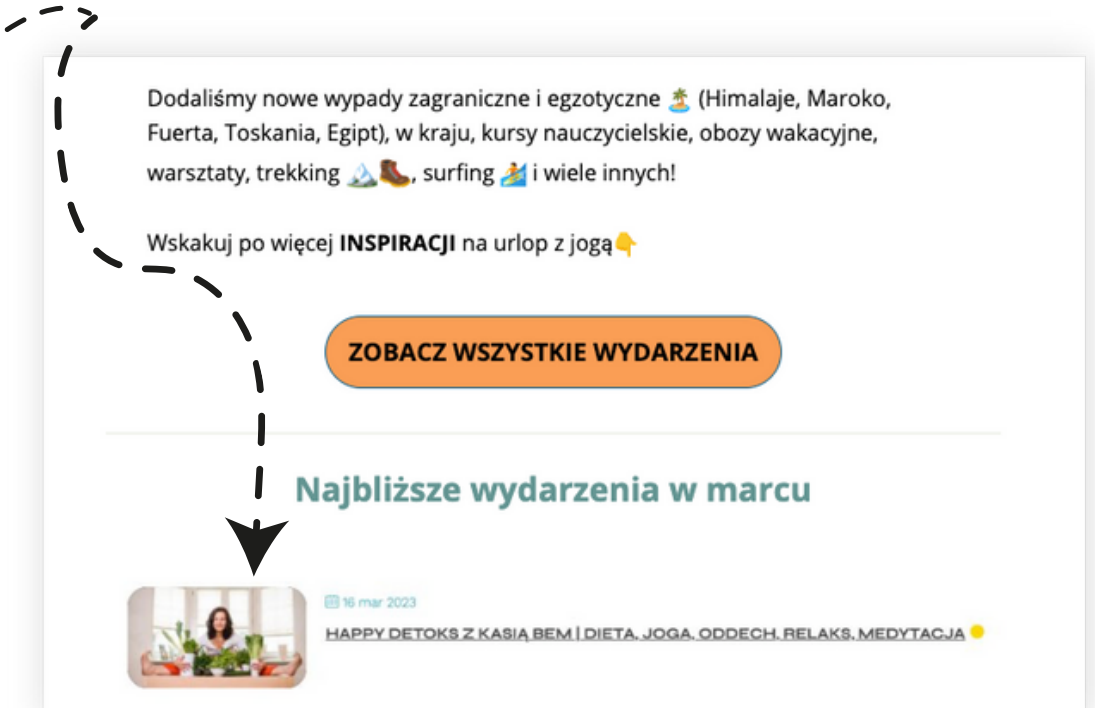 Dodaliśmy nowe wypady zagraniczne i egzotyczne 🏝️ (Himalaje, Maroko,
Fuerta, Toskania, Egipt), w kraju, kursy nauczycielskie, obozy wakacyjne,
warsztaty, trekking 🏔️🥾, surfing 🏄 i wiele innych!
Wskakuj po więcej INSPIRACJI na urlop z jogą👇
ZOBACZ WSZYSTKIE WYDARZENIA
Najbliższe wydarzenia w marcu
16 mar 2023
HAPPY DETOKS Z KASIĄ BEM | DIETA, JOGA, ODDECH, RELAKS, MEDYTACJA